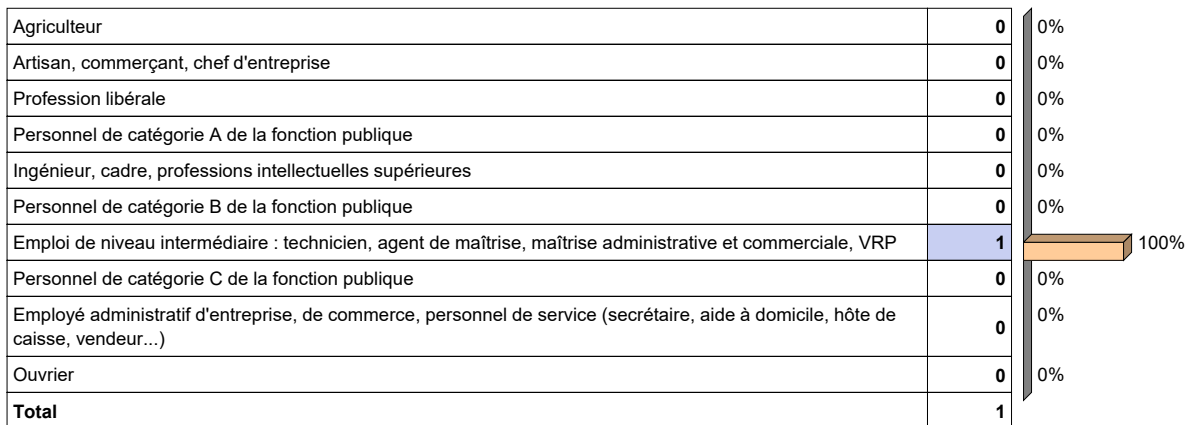 Agriculteur 0 0%
Artisan, commerçant, chef d'entreprise 0 0%
Profession libérale 0 0%
Personnel de catégorie A de la fonction publique 0 0%
Ingénieur, cadre, professions intellectuelles supérieures 0 0%
Personnel de catégorie B de la fonction publique 0 0%
Emploi de niveau intermédiaire : technicien, agent de maîtrise, maîtrise administrative et commerciale, VRP 1 100%
Personnel de catégorie C de la fonction publique 0 0%
Employé administratif d'entreprise, de commerce, personnel de service (secrétaire, aide à domicile, hôte de
caisse, vendeur...) 0 0%
Ouvrier 0 0%
Total 1